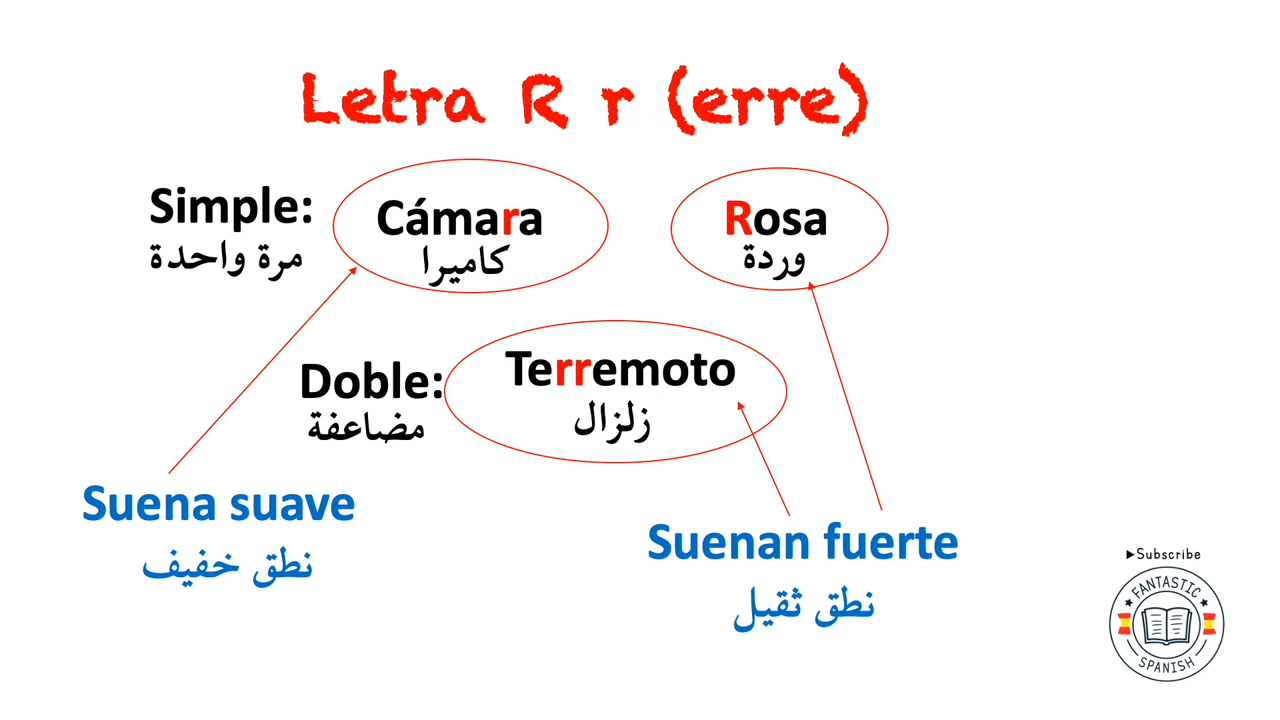 Letra R r (erre)
Simple:
مرة واحدة
Cámara
كاميرا
Rosa
وردة
Doble:
مضاعفة
Terremoto
زلزال
Suena suave
نطق خفيف
Suenan fuerte
نطق ثقيل
Subscribe
FANTASTIC
SPANISH